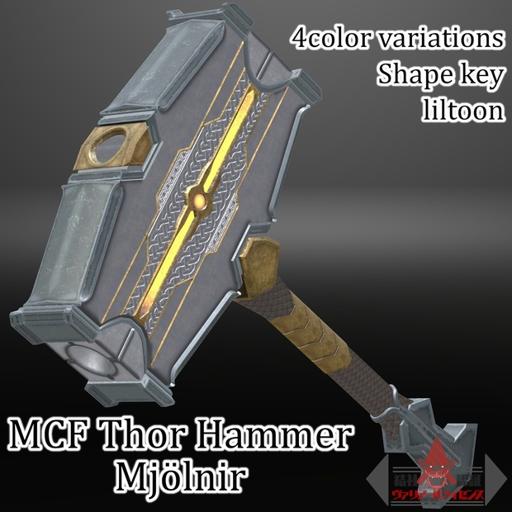 4color variations
Shape key
liltoon
MCF Thor Hammer
Mjölnir